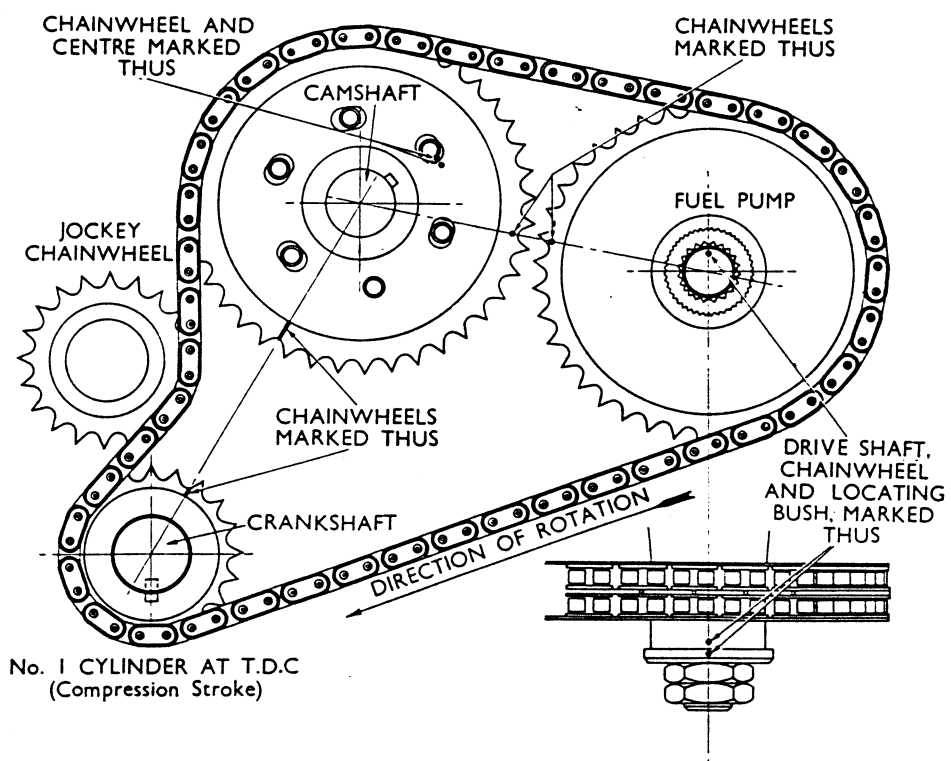 CHAINWHEEL AND
CENTRE MARKED
THUS
CHAINWHEELS
MARKED THUS
CAMSHAFT
FUEL PUMP
JOCKEY
CHAINWHEEL
CHAINWHEELS
MARKED THUS
DRIVE SHAFT,
CHAINWHEEL
AND LOCATING
BUSH, MARKED
THUS
CRANKSHAFT
DIRECTION OF ROTATION
No. 1 CYLINDER AT T.D.C
(Compression Stroke)